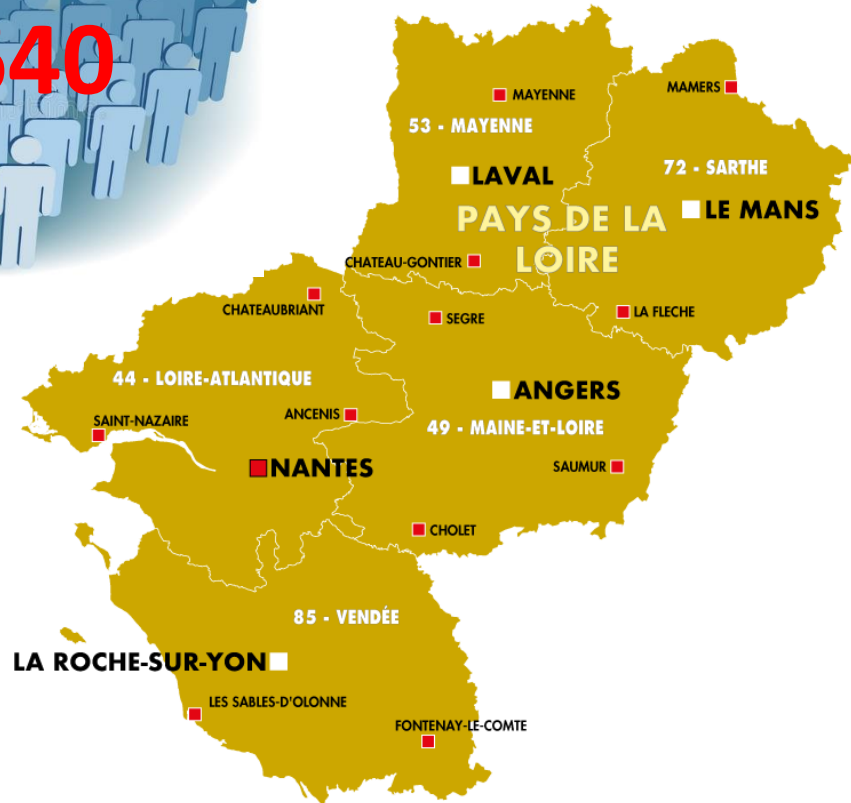 640
MAYENNE
MAMERS
53 - MAYENNE
72 - SARTHE
LAVAL
LE MANS
PAYS DE LA
LOIRE
CHATEAU-GONTIER
CHATEAUBRIANT
SEGRE
LA FLECHE
44 - LOIRE-ATLANTIQUE
ANGERS
SAINT-NAZAIRE
ANCENIS
49 - MAINE-ET-LOIRE
NANTES
SAUMUR
CHOLET
85 - VENDÉE
LA ROCHE-SUR-YON
LES SABLES-D'OLONNE
FONTENAY-LE-COMTE